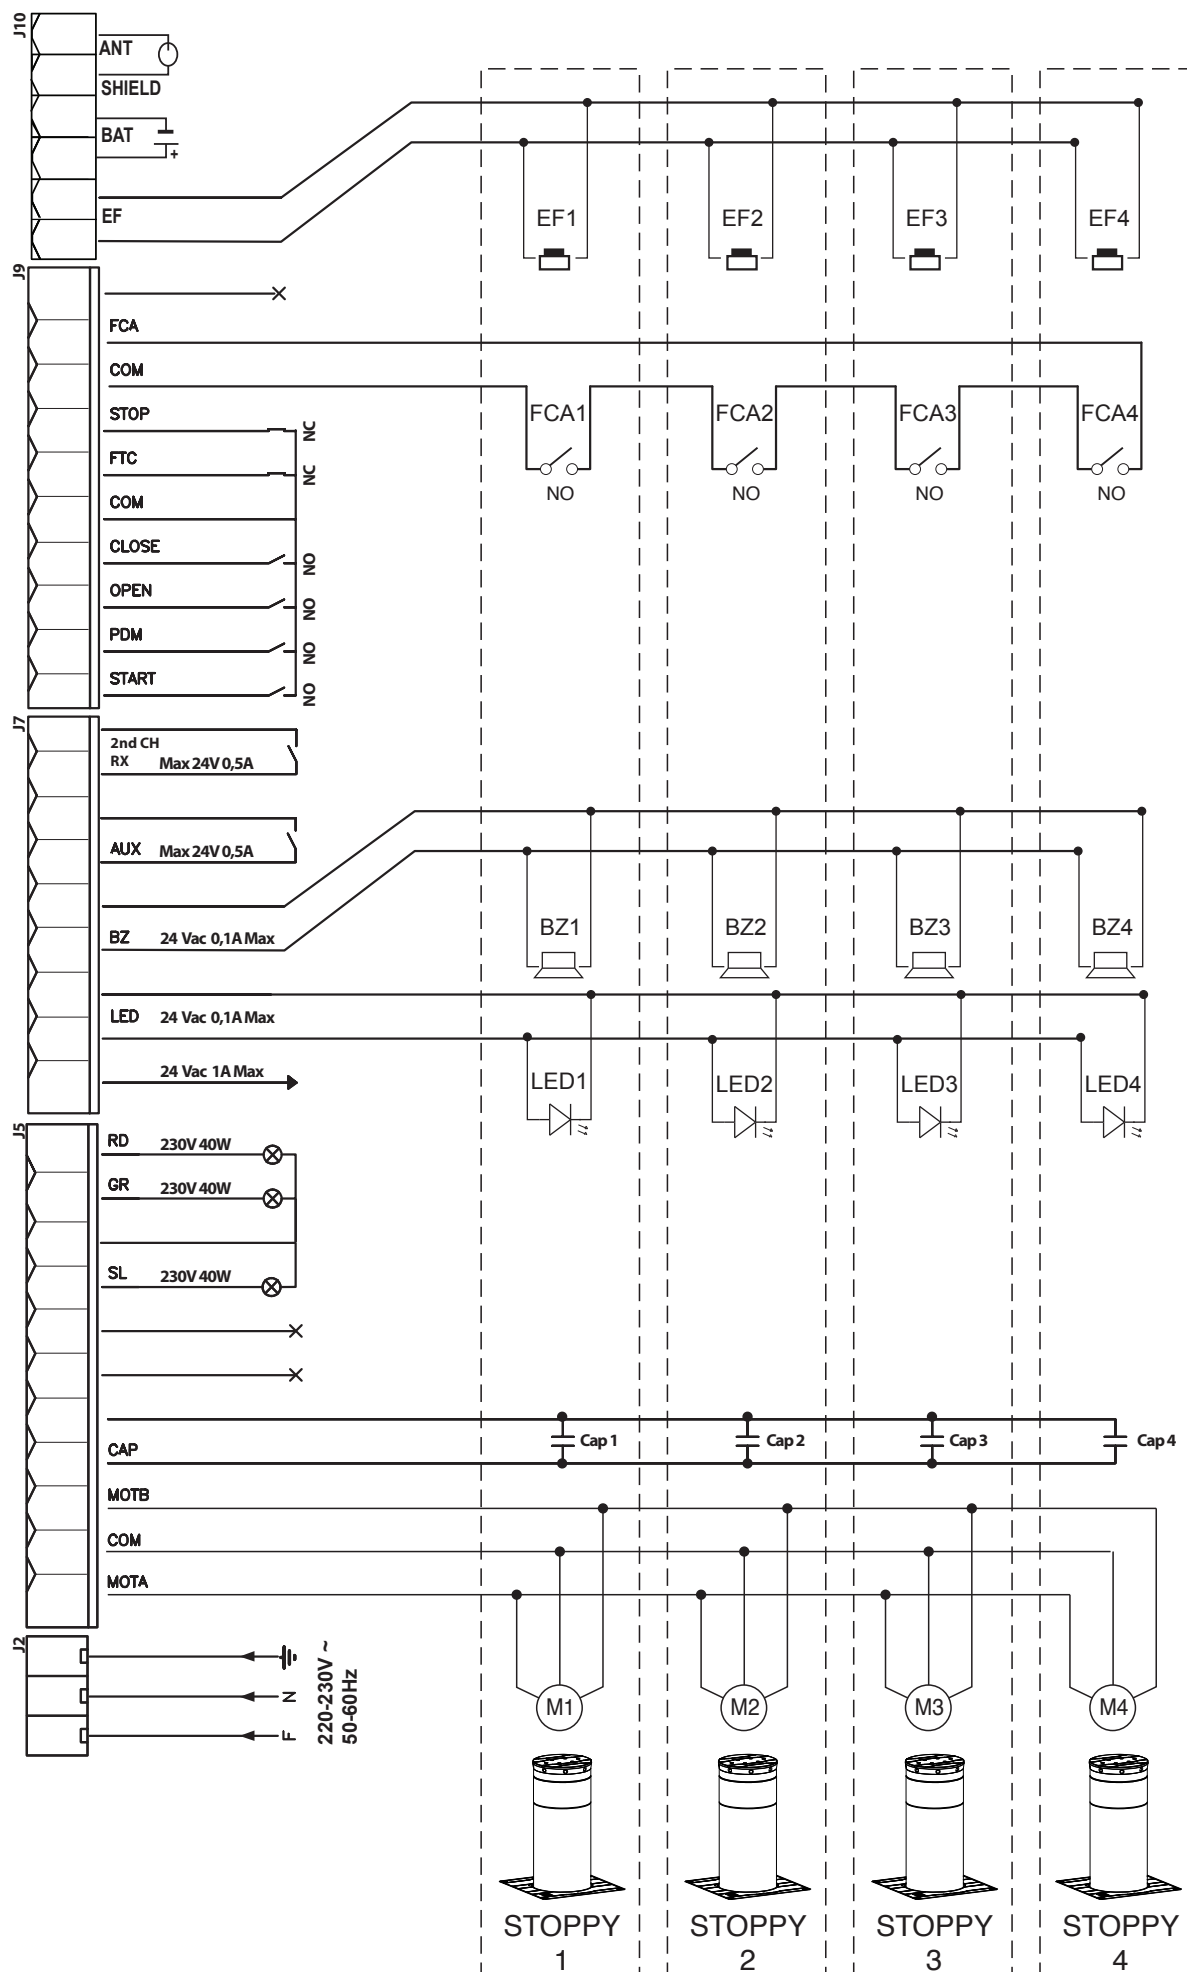 J10
ANT
SHIELD
BAT
+
EF
EF1 EF2 EF3 EF4
J9
FCA
COM
FCA1 FCA2 FCA3 FCA4
NO NO NO NO
STOP NC
FTC NC
COM
CLOSE NO
OPEN NO
PDM NO
START NO
J7
2nd CH
RX Max 24V 0,5A
AUX Max 24V 0,5A
BZ 24 Vac 0,1A Max
BZ1 BZ2 BZ3 BZ4
LED 24 Vac 0,1A Max
24 Vac 1A Max
LED1 LED2 LED3 LED4
J5
RD 230V 40W
GR 230V 40W
SL 230V 40W
CAP
Cap 1 Cap 2 Cap 3 Cap 4
MOTB
COM
MOTA
J2
N
F
220-230V ~
50-60Hz
M1 M2 M3 M4
STOPPY STOPPY STOPPY STOPPY
1 2 3 4